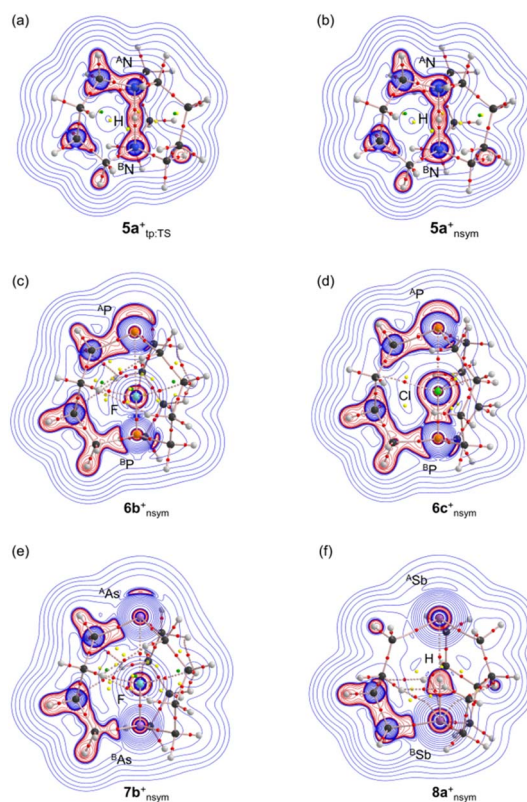 (a) (b)
ᴬN ᴬN
H H
ᴮN ᴮN
5a⁺tp:TS 5a⁺nsym
(c) (d)
ᴬP ᴬP
F Cl
ᴮP ᴮP
6b⁺nsym 6c⁺nsym
(e) (f)
ᴬAs ᴬSb
F H
ᴮAs ᴮSb
7b⁺nsym 8a⁺nsym